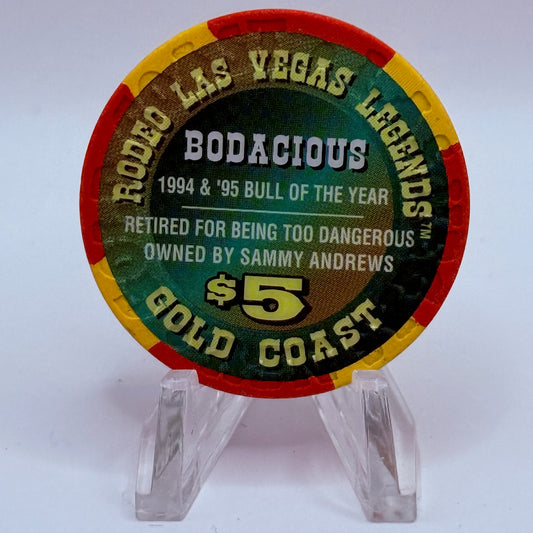 RODEO LAS VEGAS LEGENDS™
BODACIOUS
1994 & '95 BULL OF THE YEAR
RETIRED FOR BEING TOO DANGEROUS
OWNED BY SAMMY ANDREWS
$5
GOLD COAST